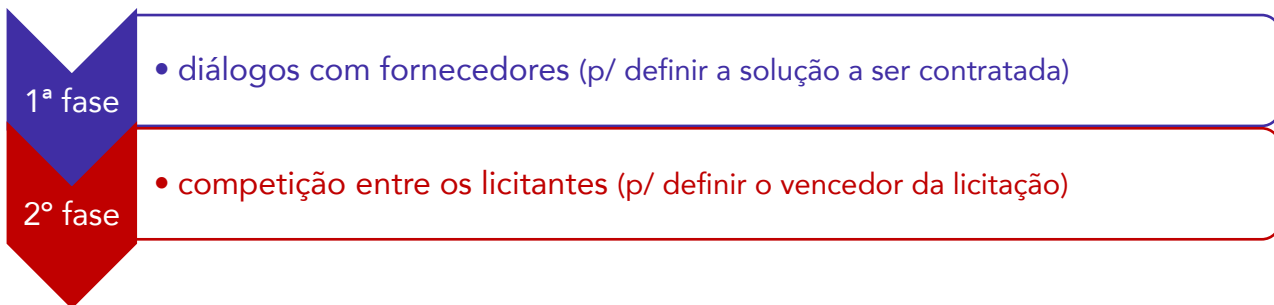 1ª fase
• diálogos com fornecedores (p/ definir a solução a ser contratada)
2º fase
• competição entre os licitantes (p/ definir o vencedor da licitação)